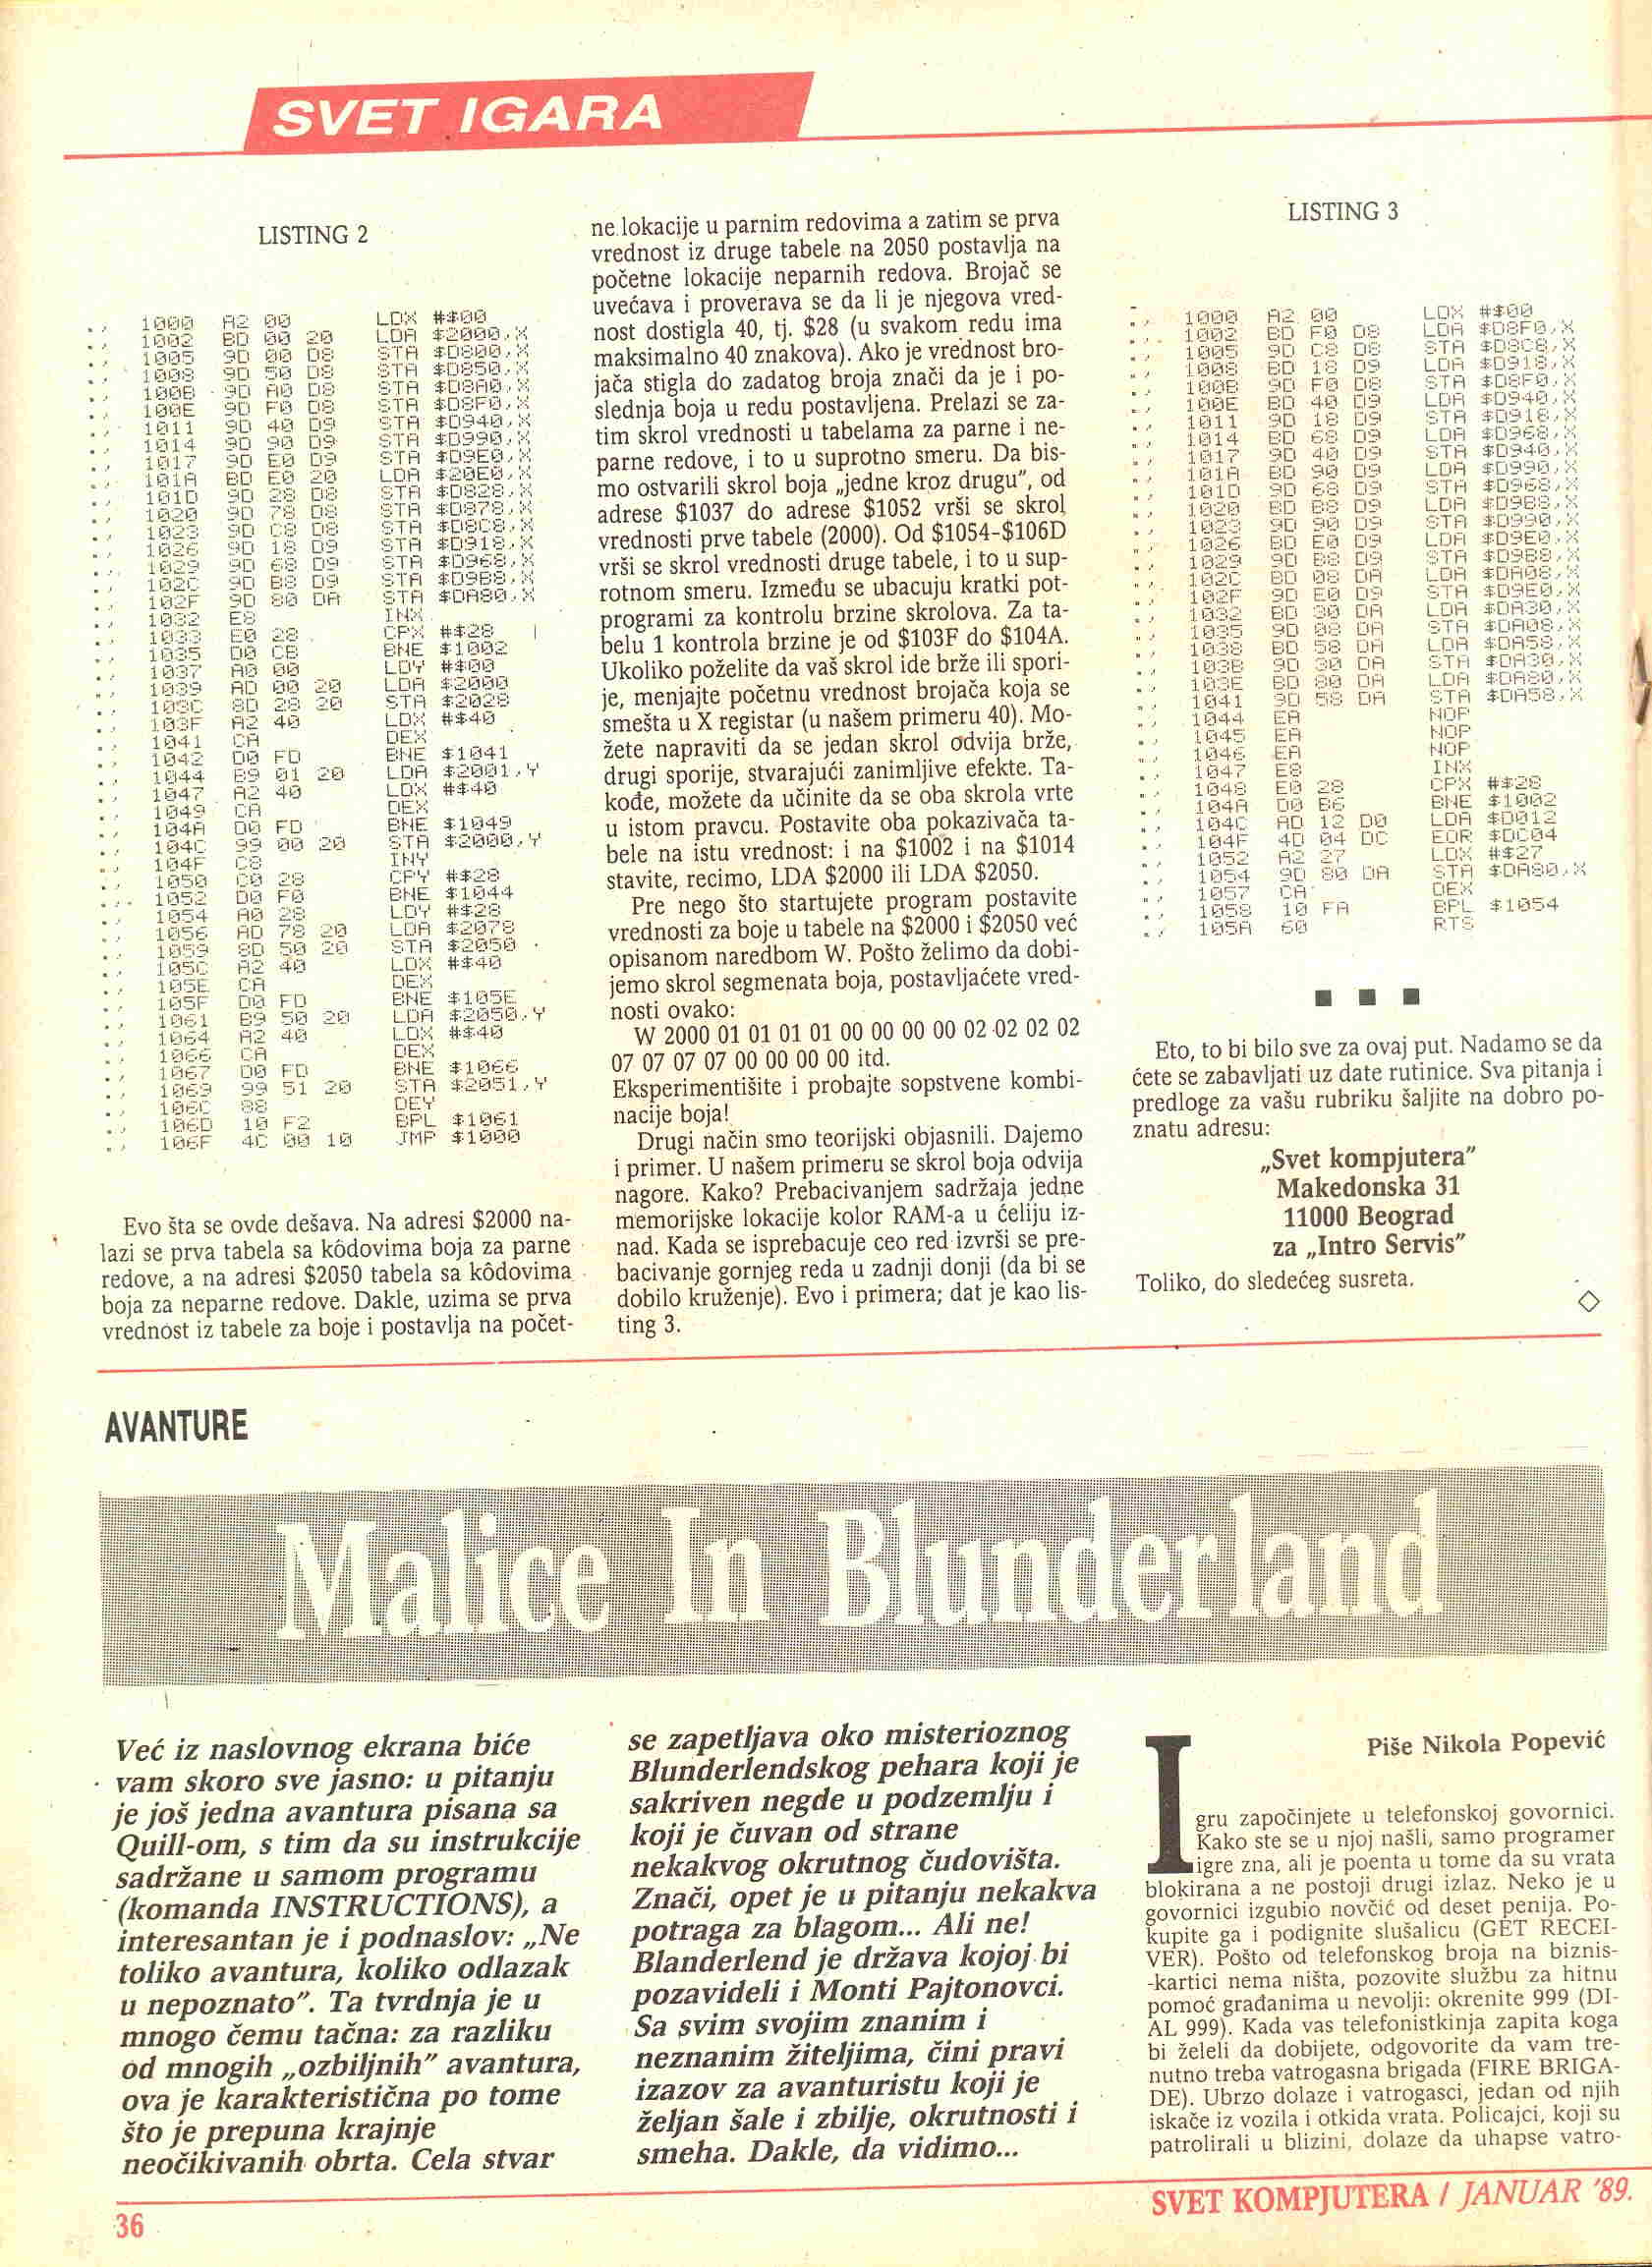 SVET IGARA
LISTING 2
., 1000 A2 00 LDX #$00
., 1002 BD 00 20 LDA $2000,X
., 1005 9D 00 D8 STA $D800,X
., 1008 9D 50 D8 STA $D850,X
., 100B 9D A0 D8 STA $D8A0,X
., 100E 9D F0 D8 STA $D8F0,X
., 1011 9D 40 D9 STA $D940,X
., 1014 9D 90 D9 STA $D990,X
., 1017 9D E0 D9 STA $D9E0,X
., 101A BD E0 20 LDA $20E0,X
., 101D 9D 28 D8 STA $D828,X
., 1020 9D 78 D8 STA $D878,X
., 1023 9D C8 D8 STA $D8C8,X
., 1026 9D 18 D9 STA $D918,X
., 1029 9D 68 D9 STA $D968,X
., 102C 9D B8 D9 STA $D9B8,X
., 102F 9D 80 DA STA $DA80,X
., 1032 E8 INX
., 1033 E0 28 CPX #$28
., 1035 D0 CB BNE $1002
., 1037 A0 00 LDY #$00
., 1039 AD 00 20 LDA $2000
., 103C 8D 28 20 STA $2028
., 103F A2 40 LDX #$40
., 1041 CA DEX
., 1042 D0 FD BNE $1041
., 1044 B9 01 20 LDA $2001,Y
., 1047 A2 40 LDX #$40
., 1049 CA DEX
., 104A D0 FD BNE $1049
., 104C 99 00 20 STA $2000,Y
., 104F C8 INY
., 1050 C0 28 CPY #$28
., 1052 D0 F0 BNE $1044
., 1054 A0 28 LDY #$28
., 1056 AD 78 20 LDA $2078
., 1059 8D 50 20 STA $2050
., 105C A2 40 LDX #$40
., 105E CA DEX
., 105F D0 FD BNE $105E
., 1061 B9 50 20 LDA $2050,Y
., 1064 A2 40 LDX #$40
., 1066 CA DEX
., 1067 D0 FD BNE $1066
., 1069 99 51 20 STA $2051,Y
., 106C 88 DEY
., 106D 10 F2 BPL $1061
., 106F 4C 00 10 JMP $1000
Evo šta se ovde dešava. Na adresi $2000 na-
lazi se prva tabela sa kôdovima boja za parne
redove, a na adresi $2050 tabela sa kôdovima
boja za neparne redove. Dakle, uzima se prva
vrednost iz tabele za boje i postavlja na počet-
ne lokacije u parnim redovima a zatim se prva
vrednost iz druge tabele na 2050 postavlja na
početne lokacije neparnih redova. Brojač se
uvećava i proverava se da li je njegova vred-
nost dostigla 40, tj. $28 (u svakom redu ima
maksimalno 40 znakova). Ako je vrednost bro-
jača stigla do zadatog broja znači da je i po-
slednja boja u redu postavljena. Prelazi se za-
tim skrol vrednosti u tabelama za parne i ne-
parne redove, i to u suprotno smeru. Da bis-
mo ostvarili skrol boja „jedne kroz drugu”, od
adrese $1037 do adrese $1052 vrši se skrol
vrednosti prve tabele (2000). Od $1054-$106D
vrši se skrol vrednosti druge tabele, i to u sup-
rotnom smeru. Između se ubacuju kratki pot-
programi za kontrolu brzine skrolova. Za ta-
belu 1 kontrola brzine je od $103F do $104A.
Ukoliko poželite da vaš skrol ide brže ili spori-
je, menjajte početnu vrednost brojača koja se
smešta u X registar (u našem primeru 40). Mo-
žete napraviti da se jedan skrol odvija brže,
drugi sporije, stvarajući zanimljive efekte. Ta-
kođe, možete da učinite da se oba skrola vrte
u istom pravcu. Postavite oba pokazivača ta-
bele na istu vrednost: i na $1002 i na $1014
stavite, recimo, LDA $2000 ili LDA $2050.
Pre nego što startujete program postavite
vrednosti za boje u tabele na $2000 i $2050 već
opisanom naredbom W. Pošto želimo da dobi-
jemo skrol segmenata boja, postavljaćete vred-
nosti ovako:
W 2000 01 01 01 01 00 00 00 00 02 02 02 02
07 07 07 07 00 00 00 00 itd.
Eksperimentišite i probajte sopstvene kombi-
nacije boja!
Drugi način smo teorijski objasnili. Dajemo
i primer. U našem primeru se skrol boja odvija
nagore. Kako? Prebacivanjem sadržaja jedne
memorijske lokacije kolor RAM-a u ćeliju iz-
nad. Kada se isprebacuje ceo red izvrši se pre-
bacivanje gornjeg reda u zadnji donji (da bi se
dobilo kruženje). Evo i primera; dat je kao lis-
ting 3.
LISTING 3
., 1000 A2 00 LDX #$00
., 1002 BD F0 D8 LDA $D8F0,X
., 1005 9D C8 D8 STA $D8C8,X
., 1008 BD 18 D9 LDA $D918,X
., 100B 9D F0 D8 STA $D8F0,X
., 100E BD 40 D9 LDA $D940,X
., 1011 9D 18 D9 STA $D918,X
., 1014 BD 68 D9 LDA $D968,X
., 1017 9D 40 D9 STA $D940,X
., 101A BD 90 D9 LDA $D990,X
., 101D 9D 68 D9 STA $D968,X
., 1020 BD B8 D9 LDA $D9B8,X
., 1023 9D 90 D9 STA $D990,X
., 1026 BD E0 D9 LDA $D9E0,X
., 1029 9D B8 D9 STA $D9B8,X
., 102C BD 08 DA LDA $DA08,X
., 102F 9D E0 D9 STA $D9E0,X
., 1032 BD 30 DA LDA $DA30,X
., 1035 9D 08 DA STA $DA08,X
., 1038 BD 58 DA LDA $DA58,X
., 103B 9D 30 DA STA $DA30,X
., 103E BD 80 DA LDA $DA80,X
., 1041 9D 58 DA STA $DA58,X
., 1044 EA NOP
., 1045 EA NOP
., 1046 EA NOP
., 1047 E8 INX
., 1048 E0 28 CPX #$28
., 104A D0 B6 BNE $1002
., 104C AD 12 D0 LDA $D012
., 104F 4D 04 DC EOR $DC04
., 1052 A2 27 LDX #$27
., 1054 9D 80 DA STA $DA80,X
., 1057 CA DEX
., 1058 10 FA BPL $1054
., 105A 60 RTS
Eto, to bi bilo sve za ovaj put. Nadamo se da
ćete se zabavljati uz date rutinice. Sva pitanja i
predloge za vašu rubriku šaljite na dobro po-
znatu adresu:
„Svet kompjutera”
Makedonska 31
11000 Beograd
za „Intro Servis”
Toliko, do sledećeg susreta.
AVANTURE
Malice In Blunderland
Već iz naslovnog ekrana biće
vam skoro sve jasno: u pitanju
je još jedna avantura pisana sa
Quill-om, s tim da su instrukcije
sadržane u samom programu
(komanda INSTRUCTIONS), a
interesantan je i podnaslov: „Ne
toliko avantura, koliko odlazak
u nepoznato”. Ta tvrdnja je u
mnogo čemu tačna: za razliku
od mnogih „ozbiljnih” avantura,
ova je karakteristična po tome
što je prepuna krajnje
neočikivanih obrta. Cela stvar
se zapetljava oko misterioznog
Blunderlendskog pehara koji je
sakriven negde u podzemlju i
koji je čuvan od strane
nekakvog okrutnog čudovišta.
Znači, opet je u pitanju nekakva
potraga za blagom... Ali ne!
Blanderlend je država kojoj bi
pozavideli i Monti Pajtonovci.
Sa svim svojim znanim i
neznanim žiteljima, čini pravi
izazov za avanturistu koji je
željan šale i zbilje, okrutnosti i
smeha. Dakle, da vidimo...
Piše Nikola Popević
Igru započinjete u telefonskoj govornici.
Kako ste se u njoj našli, samo programer
igre zna, ali je poenta u tome da su vrata
blokirana a ne postoji drugi izlaz. Neko je u
govornici izgubio novčić od deset penija. Po-
kupite ga i podignite slušalicu (GET RECEI-
VER). Pošto od telefonskog broja na biznis-
-kartici nema ništa, pozovite službu za hitnu
pomoć građanima u nevolji: okrenite 999 (DI-
AL 999). Kada vas telefonistkinja zapita koga
bi želeli da dobijete, odgovorite da vam tre-
nutno treba vatrogasna brigada (FIRE BRIGA-
DE). Ubrzo dolaze i vatrogasci, jedan od njih
iskače iz vozila i otkida vrata. Policajci, koji su
patrolirali u blizini, dolaze da uhapse vatro-
36
SVET KOMPJUTERA / JANUAR '89.